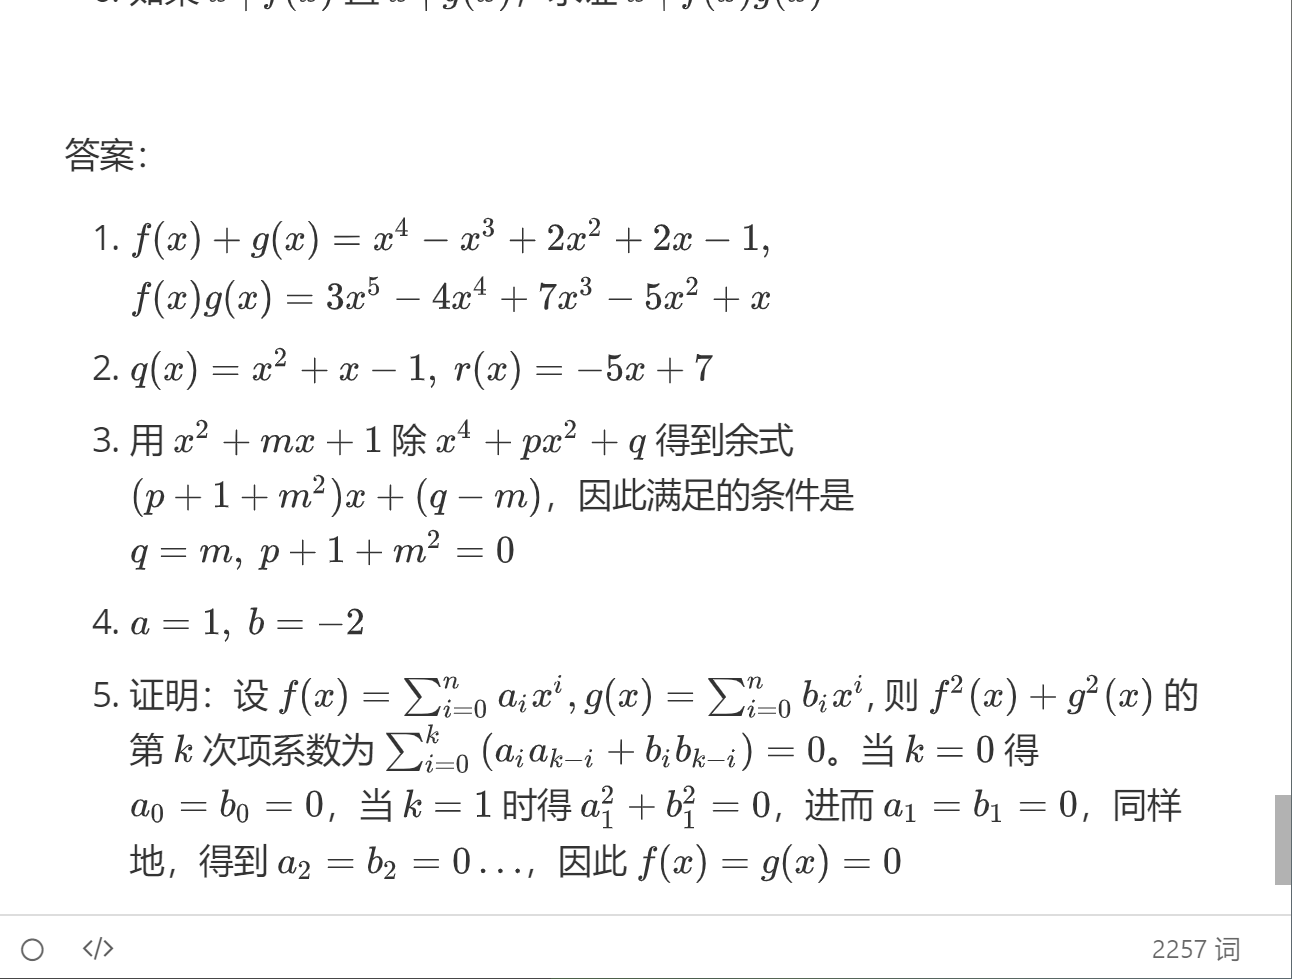 答案：
1. f(x) + g(x) = x⁴ − x³ + 2x² + 2x − 1,
f(x)g(x) = 3x⁵ − 4x⁴ + 7x³ − 5x² + x
2. q(x) = x² + x − 1, r(x) = −5x + 7
3. 用 x² + mx + 1 除 x⁴ + px² + q 得到余式
(p + 1 + m²)x + (q − m)，因此满足的条件是
q = m, p + 1 + m² = 0
4. a = 1, b = −2
5. 证明：设 f(x) = ∑ⁿᵢ₌₀ aᵢxⁱ, g(x) = ∑ⁿᵢ₌₀ bᵢxⁱ, 则 f²(x) + g²(x) 的
第 k 次项系数为 ∑ᵏᵢ₌₀ (aᵢaₖ₋ᵢ + bᵢbₖ₋ᵢ) = 0。当 k = 0 得
a₀ = b₀ = 0，当 k = 1 时得 a₁² + b₁² = 0，进而 a₁ = b₁ = 0，同样
地，得到 a₂ = b₂ = 0...，因此 f(x) = g(x) = 0
</> 2257 词